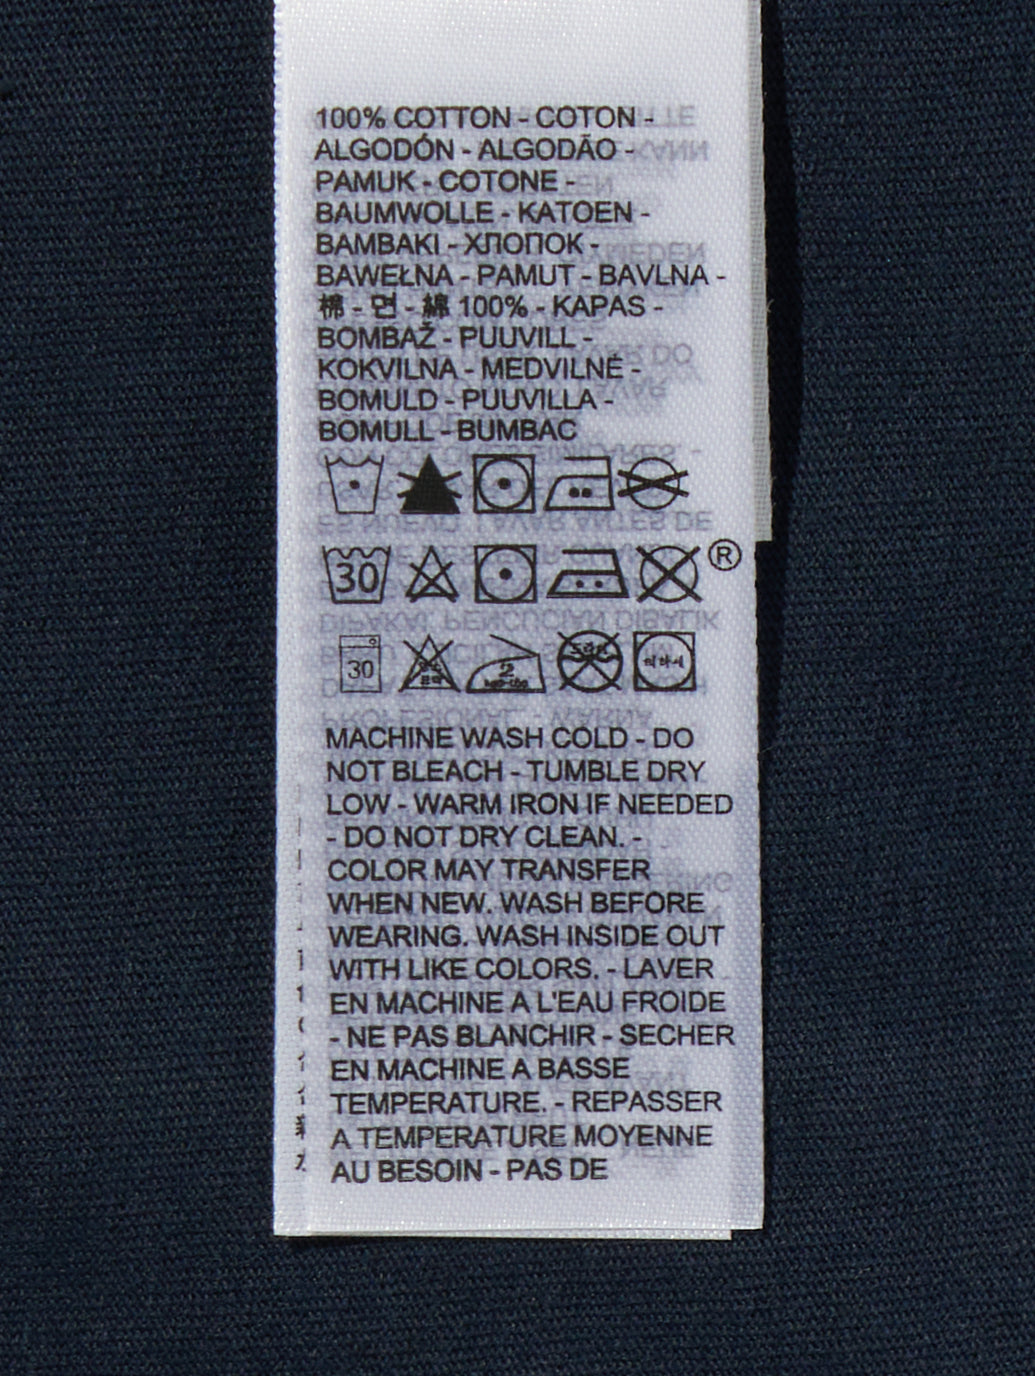 100% COTTON - COTON -
ALGODÓN - ALGODÃO -
PAMUK - COTONE -
BAUMWOLLE - KATOEN -
BAMBAKI - ХЛОПОК -
BAWEŁNA - PAMUT - BAVLNA -
棉 - 면 - 綿 100% - KAPAS -
BOMBAŽ - PUUVILL -
KOKVILNA - MEDVILNĖ -
BOMULD - PUUVILLA -
BOMULL - BUMBAC
30 ®
30
MACHINE WASH COLD - DO
NOT BLEACH - TUMBLE DRY
LOW - WARM IRON IF NEEDED
- DO NOT DRY CLEAN. -
COLOR MAY TRANSFER
WHEN NEW. WASH BEFORE
WEARING. WASH INSIDE OUT
WITH LIKE COLORS. - LAVER
EN MACHINE A L'EAU FROIDE
- NE PAS BLANCHIR - SECHER
EN MACHINE A BASSE
TEMPERATURE. - REPASSER
A TEMPERATURE MOYENNE
AU BESOIN - PAS DE